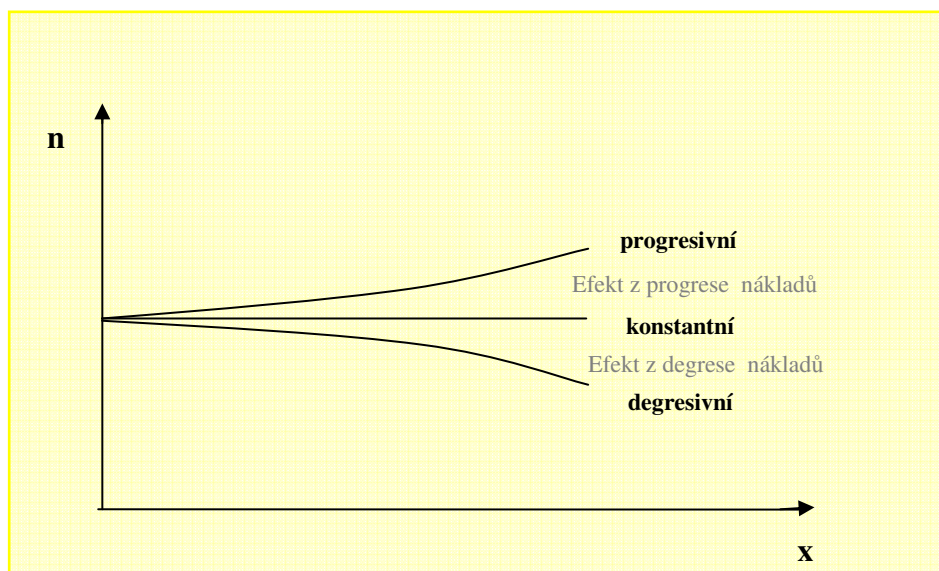 n
progresivní
Efekt z progrese nákladů
konstantní
Efekt z degrese nákladů
degresivní
x